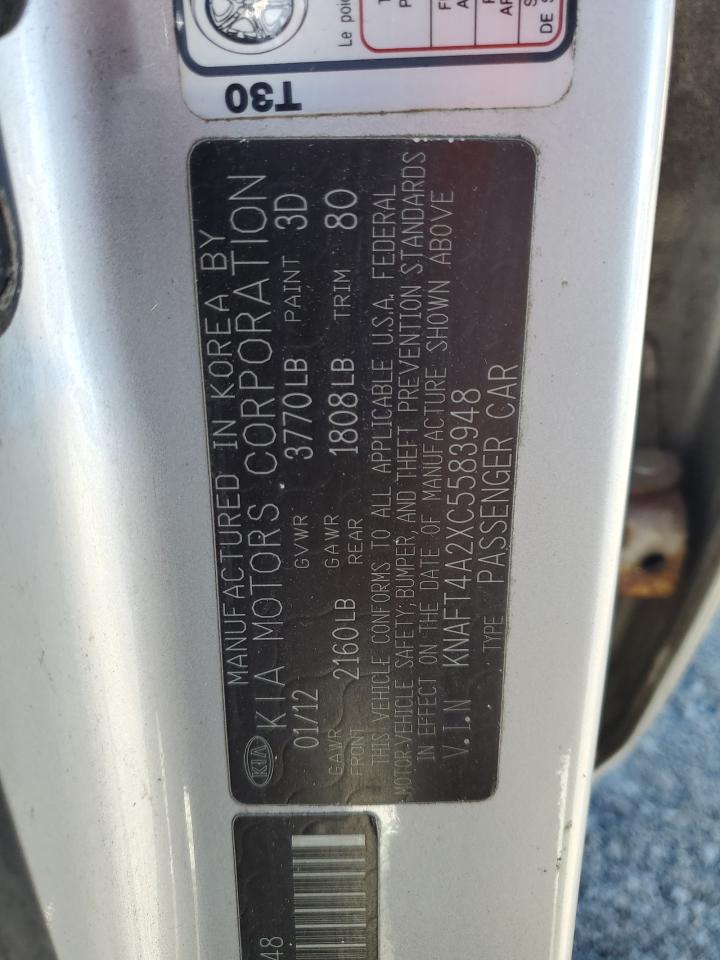 Le
T30
MANUFACTURED IN KOREA BY
KIA KIA MOTORS CORPORATION
01/12 GVWR 3770LB PAINT 3D
GAWR FRONT 2160LB GAWR REAR 1808LB TRIM 80
THIS VEHICLE CONFORMS TO ALL APPLICABLE U.S.A. FEDERAL
MOTOR-VEHICLE SAFETY, BUMPER, AND THEFT PREVENTION STANDARDS
IN EFFECT ON THE DATE OF MANUFACTURE SHOWN ABOVE
V.I.N KNAFT4A2XC5583948
TYPE PASSENGER CAR
48